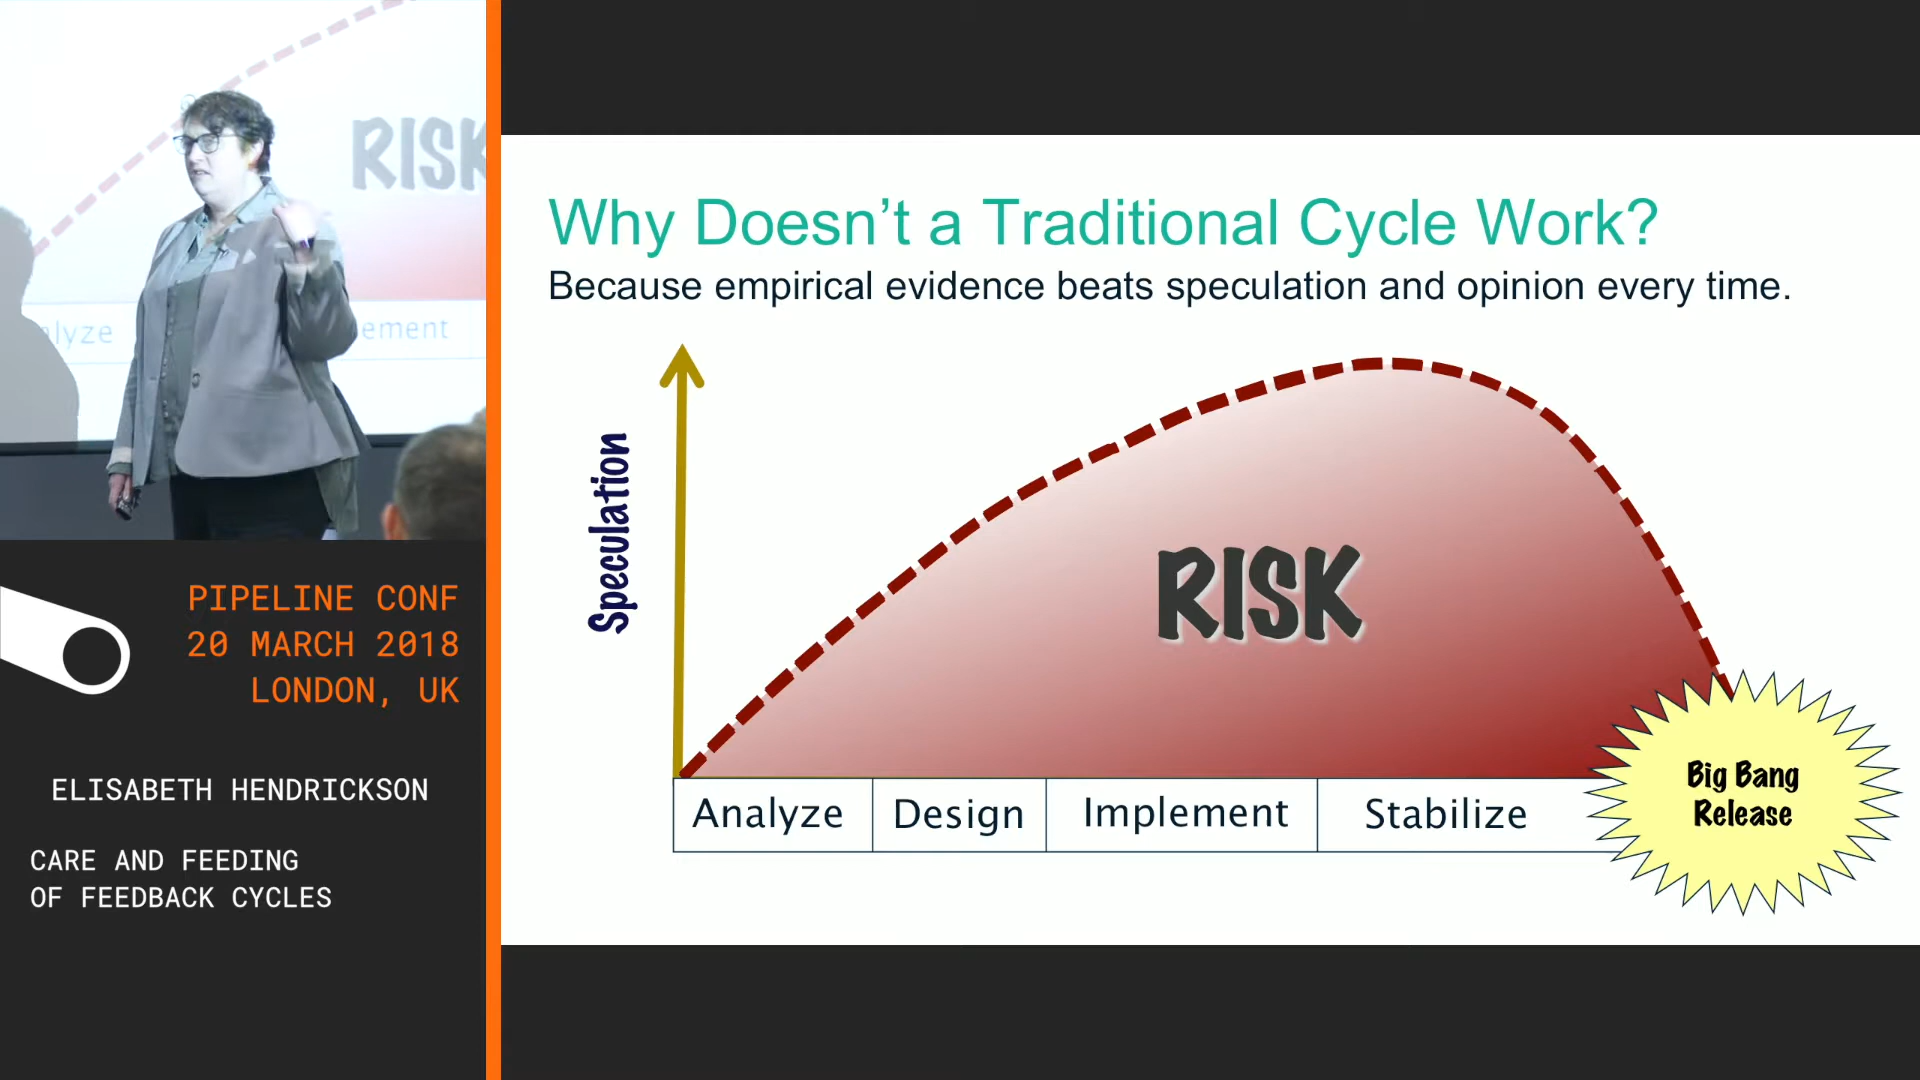 RISK
alyze
ement
PIPELINE CONF
20 MARCH 2018
LONDON, UK
ELISABETH HENDRICKSON
CARE AND FEEDING
OF FEEDBACK CYCLES
Why Doesn’t a Traditional Cycle Work?
Because empirical evidence beats speculation and opinion every time.
Speculation
RISK
Analyze
Design
Implement
Stabilize
Big Bang
Release